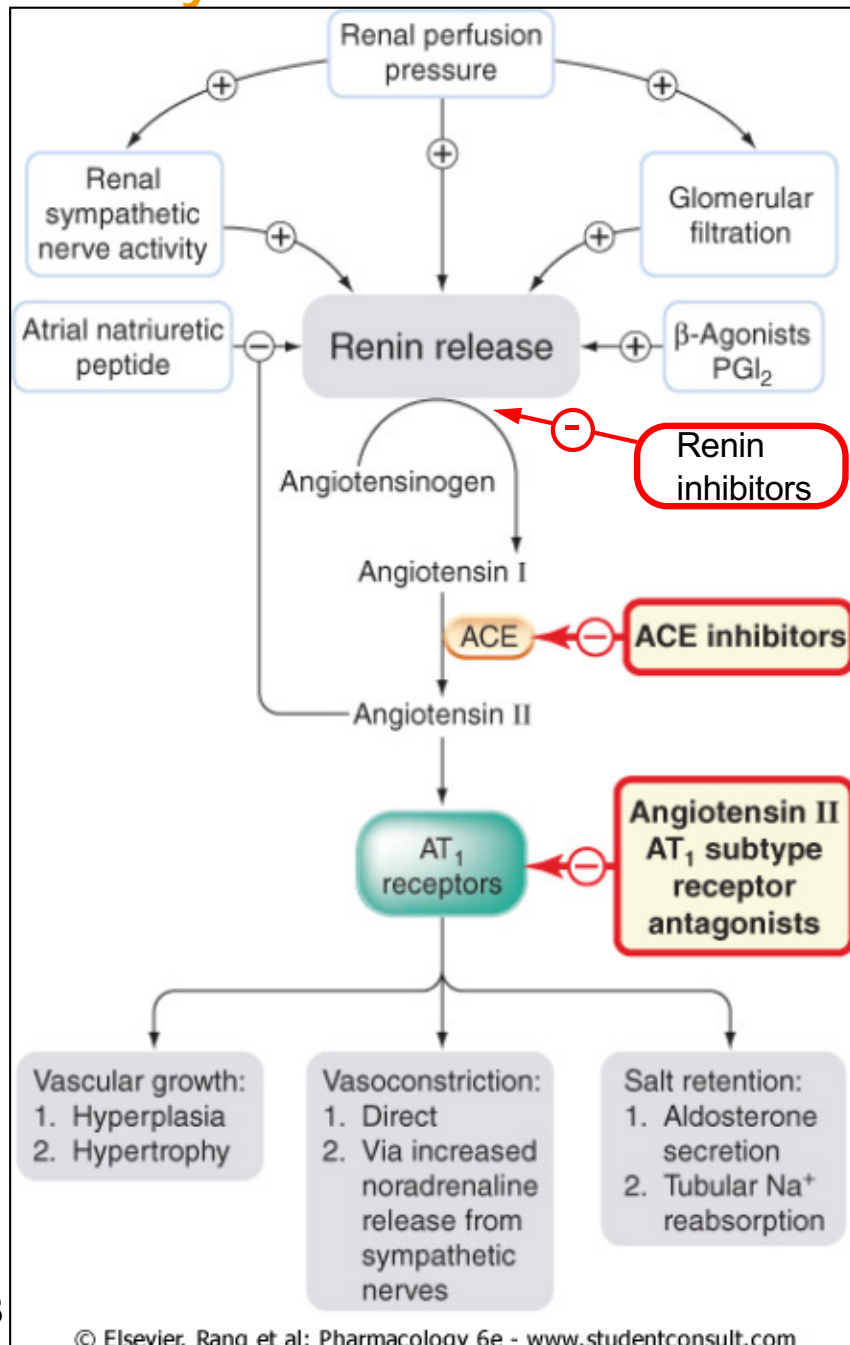 y
Renal perfusion
pressure
+
+
+
Renal
sympathetic
nerve activity
Glomerular
filtration
+
+
Atrial natriuretic
peptide
−
Renin release
+
β-Agonists
PGI₂
-
Renin
inhibitors
Angiotensinogen
Angiotensin I
ACE
−
ACE inhibitors
Angiotensin II
AT₁
receptors
−
Angiotensin II
AT₁ subtype
receptor
antagonists
Vascular growth:
1. Hyperplasia
2. Hypertrophy
Vasoconstriction:
1. Direct
2. Via increased
noradrenaline
release from
sympathetic
nerves
Salt retention:
1. Aldosterone
secretion
2. Tubular Na⁺
reabsorption
© Elsevier. Rang et al: Pharmacology 6e - www.studentconsult.com